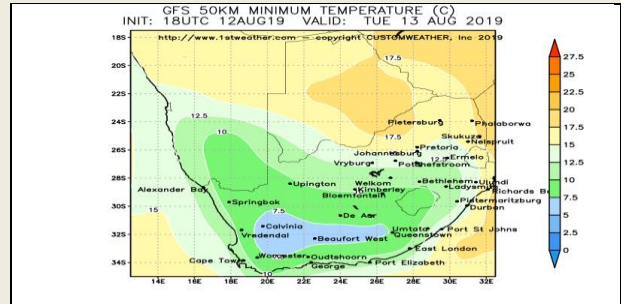 GFS 50KM MINIMUM TEMPERATURE (C)
INIT: 18UTC 12AUG19 VALID: TUE 13 AUG 2019
http://www.1stweather.com – copyright CUSTOMWEATHER, Inc 2019
18S
17.5
20S
22S
24S
Pietersburg
Phalaborwa
12.5
17.5
Skukuza
Nelspruit
26S
10
Pretoria
Johannesburg
12.5
Ermelo
Vryburg
Potchefstroom
28S
Upington
Welkom
Bethlehem
Ulundi
Alexander Bay
Kimberley
Ladysmith
Bloemfontein
Richards B
30S
Springbok
Pietermaritzburg
15
7.5
De Aar
Durban
Calvinia
Umtata
Port St Johns
32S
Vredendal
Beaufort West
Queenstown
East London
34S
Cape Town
Worcester
Oudtshoorn
George
Port Elizabeth
10
14E
16E
18E
20E
22E
24E
26E
28E
30E
32E
27.5
25
22.5
20
17.5
15
12.5
10
7.5
5
2.5
0